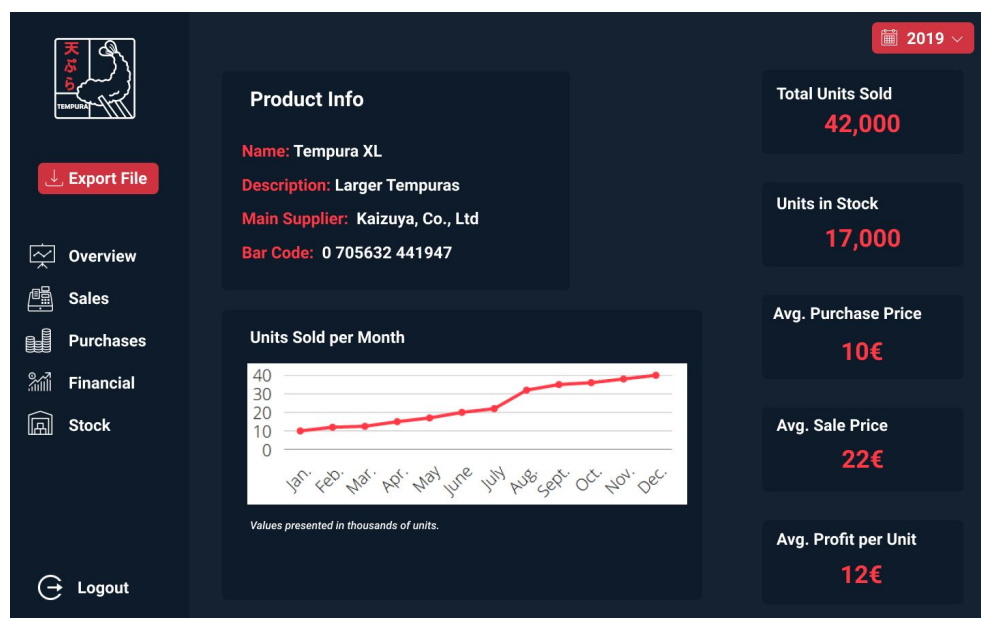 天ぷら
TEMPURA
Export File
Overview
Sales
Purchases
Financial
Stock
Logout
2019
Product Info
Name: Tempura XL
Description: Larger Tempuras
Main Supplier: Kaizuya, Co., Ltd
Bar Code: 0 705632 441947
Units Sold per Month
40
30
20
10
0
Jan.
Feb.
Mar.
Apr.
May
June
July
Aug.
Sept.
Oct.
Nov.
Dec.
Values presented in thousands of units.
Total Units Sold
42,000
Units in Stock
17,000
Avg. Purchase Price
10€
Avg. Sale Price
22€
Avg. Profit per Unit
12€